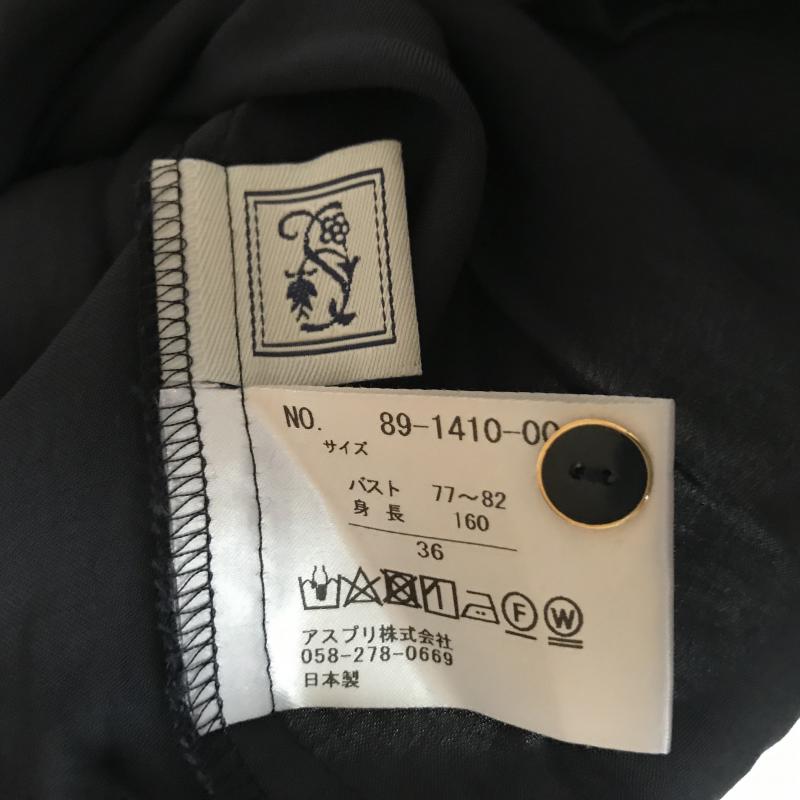 NO. 89-1410-00
サイズ
バスト 77～82
身長 160
36
F W
アスプリ株式会社
058-278-0669
日本製